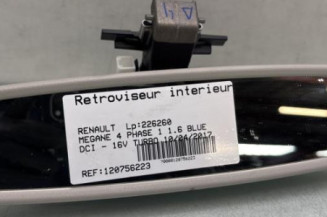 4
Retroviseur interieur
RENAULT Lp:226260
MEGANE 4 PHASE 1 1.6 BLUE
DCI - 16V TURBO 10/04/2017
REF:120756223